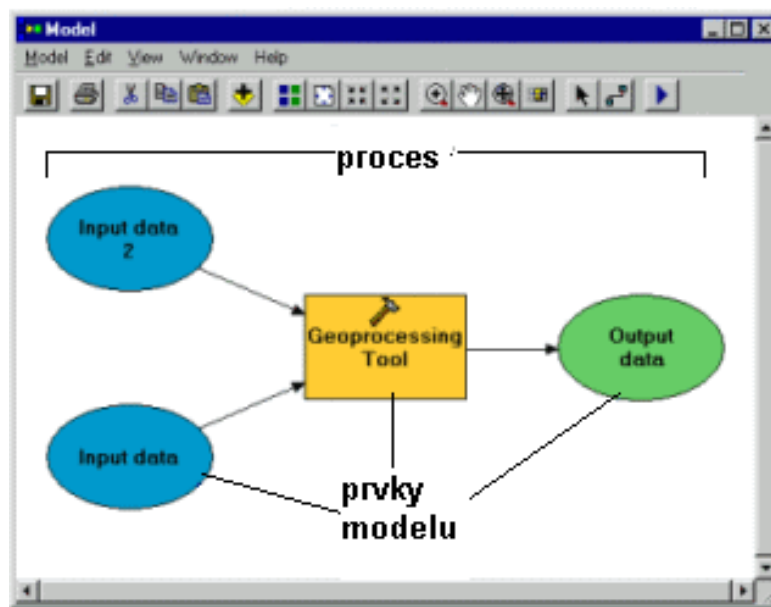 Model
Model Edit View Window Help
proces
Input data
2
Geoprocessing
Tool
Output
data
Input data
prvky
modelu